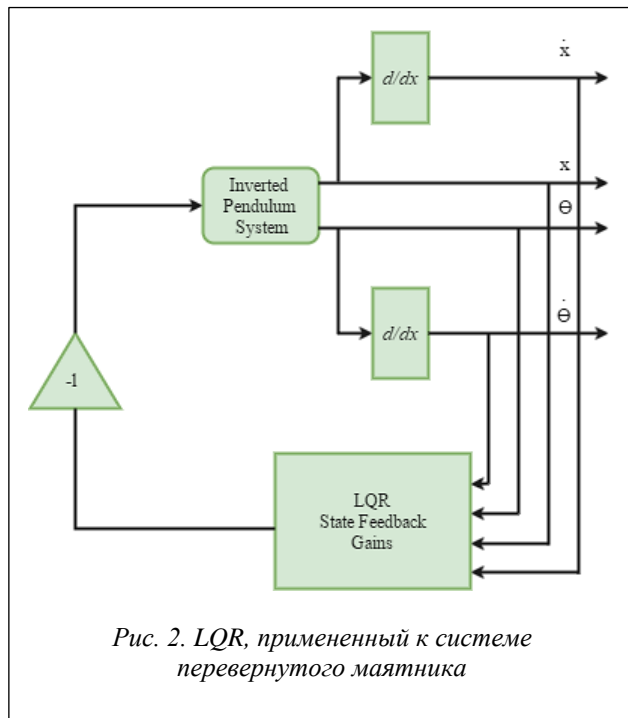 ẋ
d/dx
x
Inverted
Pendulum
System
Ө
Ө̇
d/dx
-1
LQR
State Feedback
Gains
Рис. 2. LQR, примененный к системе
перевернутого маятника